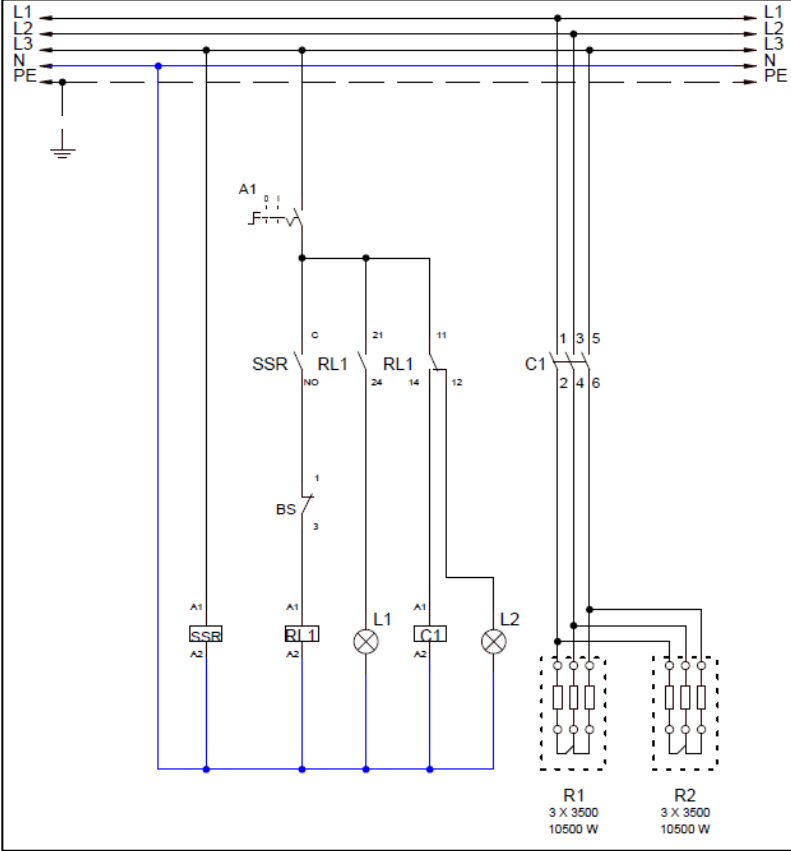 L1 L1
L2 L2
L3 L3
N N
PE PE
A1
0 I
C 21 11
1 3 5
SSR RL1 RL1 C1
NO 24 14 12
2 4 6
1
BS
3
A1 A1 L1 A1 L2
SSR RL1 C1
A2 A2 A2
R1 R2
3 X 3500 3 X 3500
10500 W 10500 W